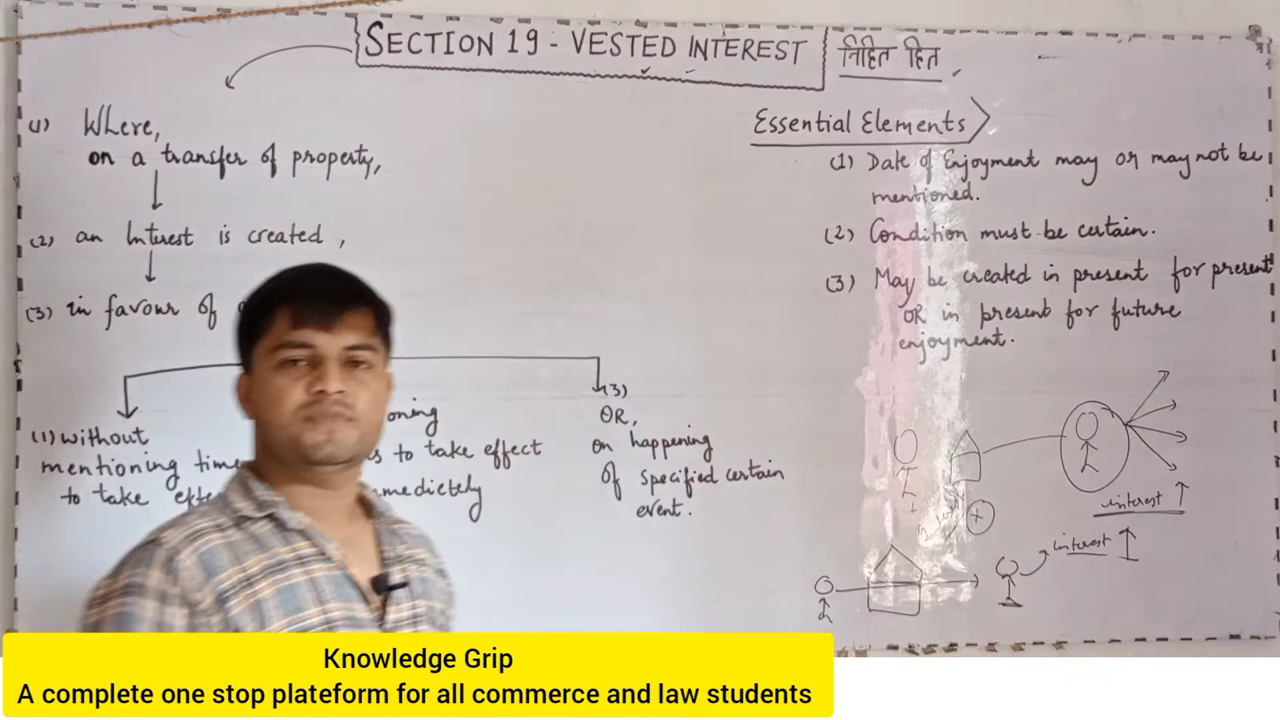 SECTION 19 - VESTED INTEREST निहित हित
(1) Where,
on a transfer of property,
(2) an Interest is created,
(3) in favour of
(1) without
mentioning time
to take
to take effect
(3)
OR,
on happening
of specified certain
event.
Essential Elements
(1) Date of Enjoyment may or may not be
mentioned.
(2) Condition must be certain.
(3) May be created in present for present
OR in present for future
enjoyment.
interest
interest
Knowledge Grip
A complete one stop plateform for all commerce and law students